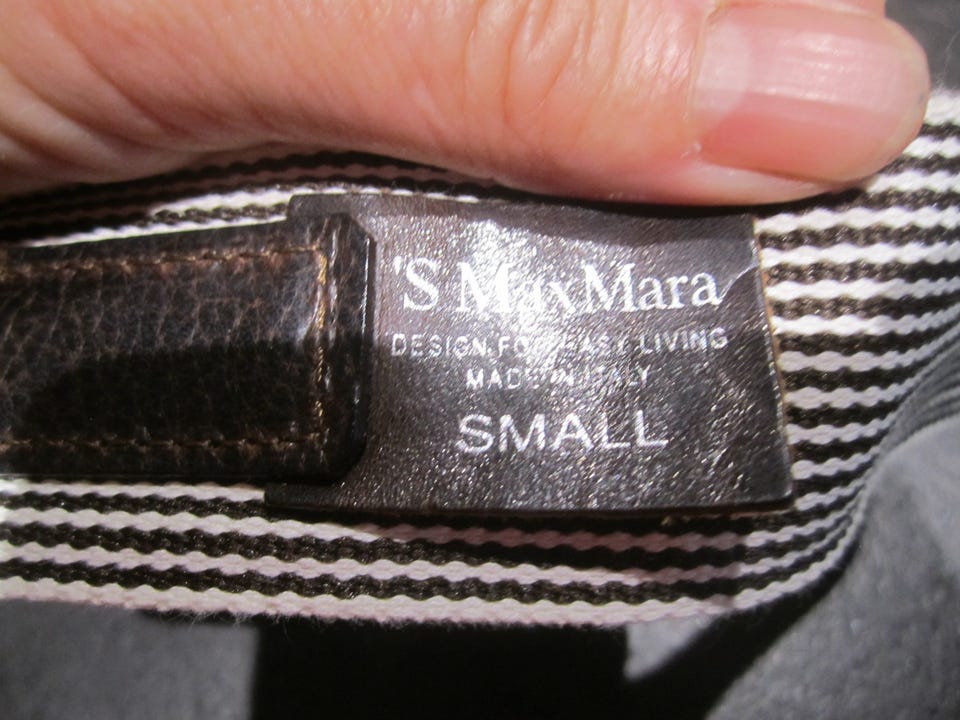 'S MaxMara
DESIGN FOR EASY LIVING
MADE IN ITALY
SMALL